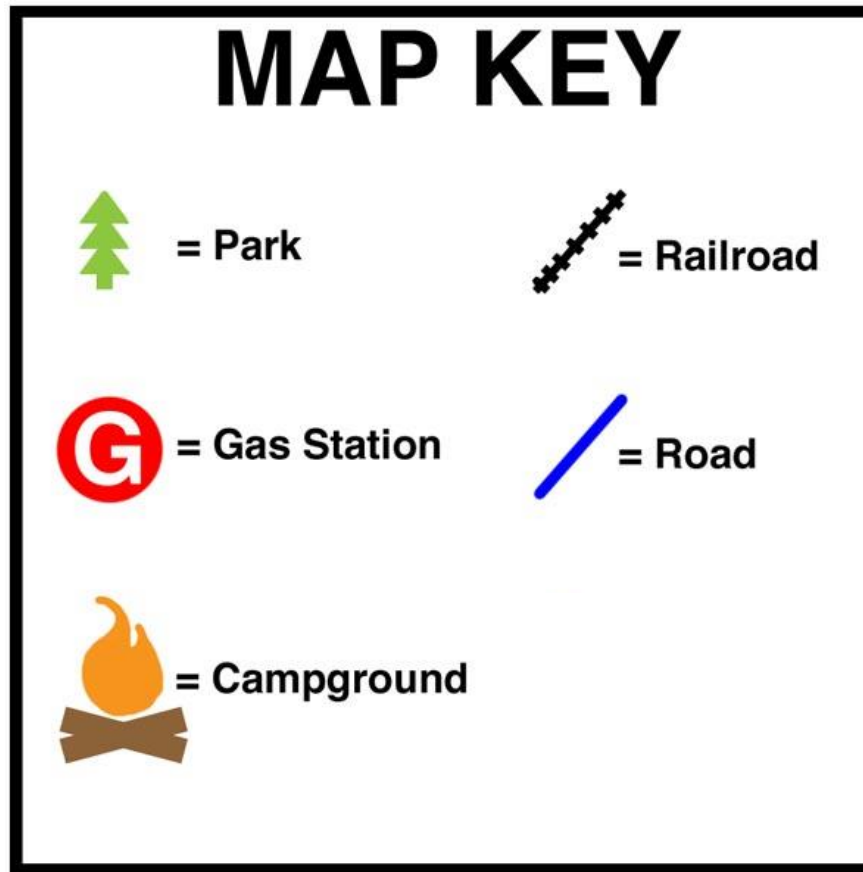 MAP KEY
= Park
= Railroad
G = Gas Station
= Road
= Campground